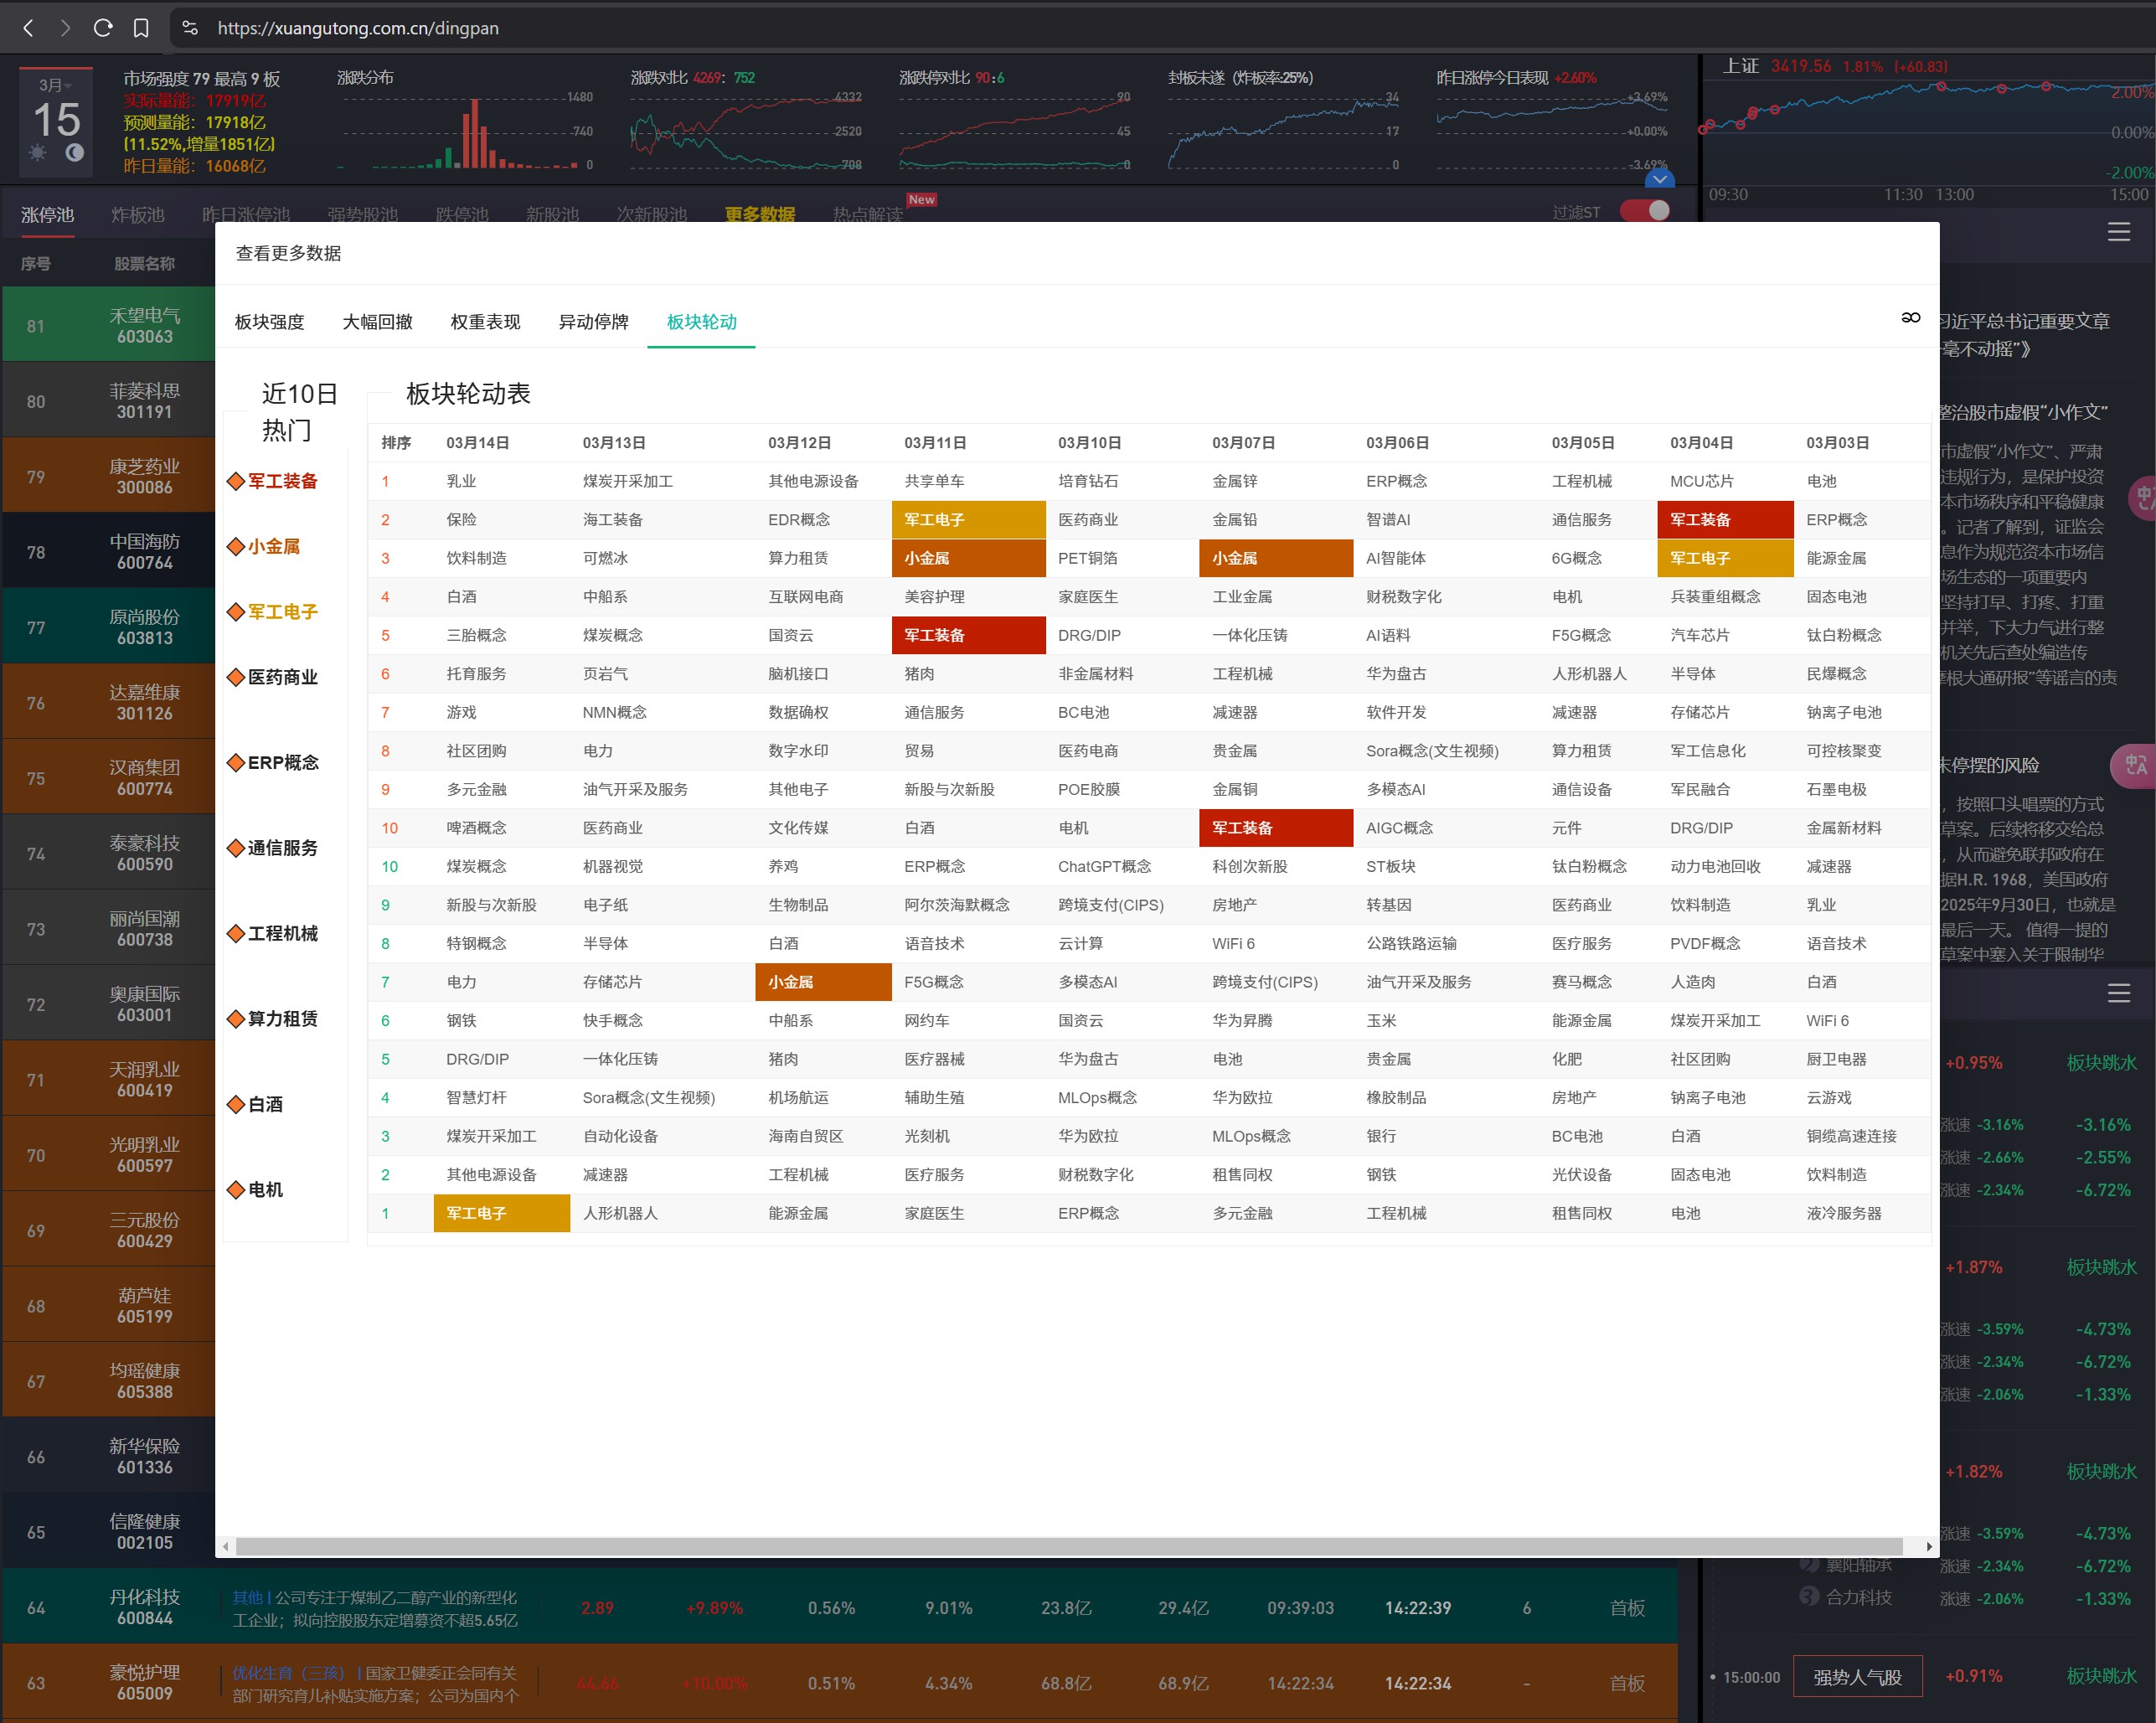 https://xuangutong.com.cn/dingpan
3月
15
市场强度 79 最高 9 板
实际量能：17919亿
预测量能：17918亿
(11.52%,增量1851亿)
昨日量能：16068亿
涨跌分布
1480
740
0
涨跌对比 4269：752
4332
2520
708
涨跌停对比 90:6
90
45
0
封板未遂（炸板率:25%）
34
17
0
昨日涨停今日表现 +2.60%
+3.69%
+0.00%
-3.69%
上证 3419.56 1.81% (+60.83)
2.00%
0.00%
-2.00%
09:30 11:30 13:00 15:00
涨停池 炸板池 昨日涨停池 强势股池 跌停池 新股池 次新股池 更多数据 热点解读 New 过滤ST
序号 股票名称
81 禾望电气 603063
80 菲菱科思 301191
79 康芝药业 300086
78 中国海防 600764
77 原尚股份 603813
76 达嘉维康 301126
75 汉商集团 600774
74 泰豪科技 600590
73 丽尚国潮 600738
72 奥康国际 603001
71 天润乳业 600419
70 光明乳业 600597
69 三元股份 600429
68 葫芦娃 605199
67 均瑶健康 605388
66 新华保险 601336
65 信隆健康 002105
查看更多数据
板块强度 大幅回撤 权重表现 异动停牌 板块轮动
近10日
热门
军工装备
小金属
军工电子
医药商业
ERP概念
通信服务
工程机械
算力租赁
白酒
电机
板块轮动表
排序 03月14日 03月13日 03月12日 03月11日 03月10日 03月07日 03月06日 03月05日 03月04日 03月03日
1 乳业 煤炭开采加工 其他电源设备 共享单车 培育钻石 金属锌 ERP概念 工程机械 MCU芯片 电池
2 保险 海工装备 EDR概念 军工电子 医药商业 金属铅 智谱AI 通信服务 军工装备 ERP概念
3 饮料制造 可燃冰 算力租赁 小金属 PET铜箔 小金属 AI智能体 6G概念 军工电子 能源金属
4 白酒 中船系 互联网电商 美容护理 家庭医生 工业金属 财税数字化 电机 兵装重组概念 固态电池
5 三胎概念 煤炭概念 国资云 军工装备 DRG/DIP 一体化压铸 AI语料 F5G概念 汽车芯片 钛白粉概念
6 托育服务 页岩气 脑机接口 猪肉 非金属材料 工程机械 华为盘古 人形机器人 半导体 民爆概念
7 游戏 NMN概念 数据确权 通信服务 BC电池 减速器 软件开发 减速器 存储芯片 钠离子电池
8 社区团购 电力 数字水印 贸易 医药电商 贵金属 Sora概念(文生视频) 算力租赁 军工信息化 可控核聚变
9 多元金融 油气开采及服务 其他电子 新股与次新股 POE胶膜 金属铜 多模态AI 通信设备 军民融合 石墨电极
10 啤酒概念 医药商业 文化传媒 白酒 电机 军工装备 AIGC概念 元件 DRG/DIP 金属新材料
10 煤炭概念 机器视觉 养鸡 ERP概念 ChatGPT概念 科创次新股 ST板块 钛白粉概念 动力电池回收 减速器
9 新股与次新股 电子纸 生物制品 阿尔茨海默概念 跨境支付(CIPS) 房地产 转基因 医药商业 饮料制造 乳业
8 特钢概念 半导体 白酒 语音技术 云计算 WiFi 6 公路铁路运输 医疗服务 PVDF概念 语音技术
7 电力 存储芯片 小金属 F5G概念 多模态AI 跨境支付(CIPS) 油气开采及服务 赛马概念 人造肉 白酒
6 钢铁 快手概念 中船系 网约车 国资云 华为昇腾 玉米 能源金属 煤炭开采加工 WiFi 6
5 DRG/DIP 一体化压铸 猪肉 医疗器械 华为盘古 电池 贵金属 化肥 社区团购 厨卫电器
4 智慧灯杆 Sora概念(文生视频) 机场航运 辅助生殖 MLOps概念 华为欧拉 橡胶制品 房地产 钠离子电池 云游戏
3 煤炭开采加工 自动化设备 海南自贸区 光刻机 华为欧拉 MLOps概念 银行 BC电池 白酒 铜缆高速连接
2 其他电源设备 减速器 工程机械 医疗服务 财税数字化 租售同权 钢铁 光伏设备 固态电池 饮料制造
1 军工电子 人形机器人 能源金属 家庭医生 ERP概念 多元金融 工程机械 租售同权 电池 液冷服务器
习近平总书记重要文章
毫不动摇”》
整治股市虚假“小作文”
市虚假“小作文”、严肃
违规行为，是保护投资
本市场秩序和平稳健康
。记者了解到，证监会
息作为规范资本市场信
场生态的一项重要内
坚持打早、打疼、打重
并举，下大力气进行整
机关先后查处编造传
摩根大通研报”等谣言的责
未停摆的风险
，按照口头唱票的方式
草案。后续将移交给总
，从而避免联邦政府在
据H.R. 1968，美国政府
2025年9月30日，也就是
最后一天。 值得一提的
草案中塞入关于限制华
+0.95% 板块跳水
涨速 -3.16% -3.16%
涨速 -2.66% -2.55%
涨速 -2.34% -6.72%
+1.87% 板块跳水
涨速 -3.59% -4.73%
涨速 -2.34% -6.72%
涨速 -2.06% -1.33%
+1.82% 板块跳水
涨速 -3.59% -4.73%
2 襄阳轴承 涨速 -2.34% -6.72%
3 合力科技 涨速 -2.06% -1.33%
15:00:00 强势人气股 +0.91% 板块跳水
64 丹化科技 600844 其他 | 公司专注于煤制乙二醇产业的新型化 2.89 +9.89% 0.56% 9.01% 23.8亿 29.4亿 09:39:03 14:22:39 6 首板
工企业；拟向控股股东定增募资不超5.65亿
63 豪悦护理 605009 优化生育（三孩） | 国家卫健委正会同有关 44.66 +10.00% 0.51% 4.34% 68.8亿 68.9亿 14:22:34 14:22:34 - 首板
部门研究育儿补贴实施方案；公司为国内个